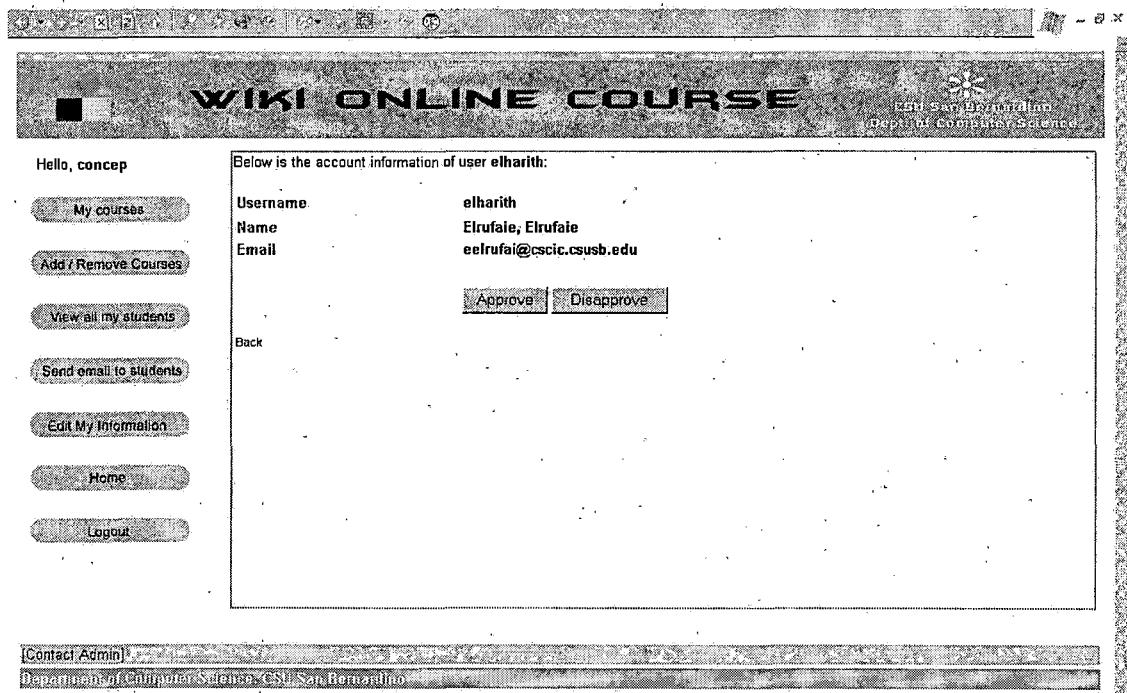 WIKI ONLINE COURSE
CSU San Bernardino
Dept of Computer Science
Hello, concep
My courses
Add / Remove Courses
View all my students
Send email to students
Edit My Information
Home
Logout
Below is the account information of user elharith:
Username elharith
Name Elrufaie, Elrufaie
Email eelrufai@cscic.csusb.edu
Approve Disapprove
Back
[Contact Admin]
Department of Computer Science, CSU San Bernardino